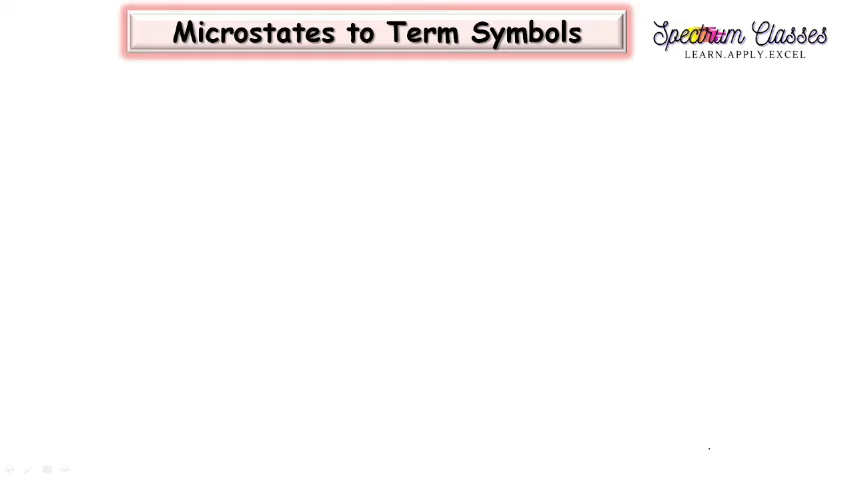 Microstates to Term Symbols
Spectrum Classes
LEARN.APPLY.EXCEL